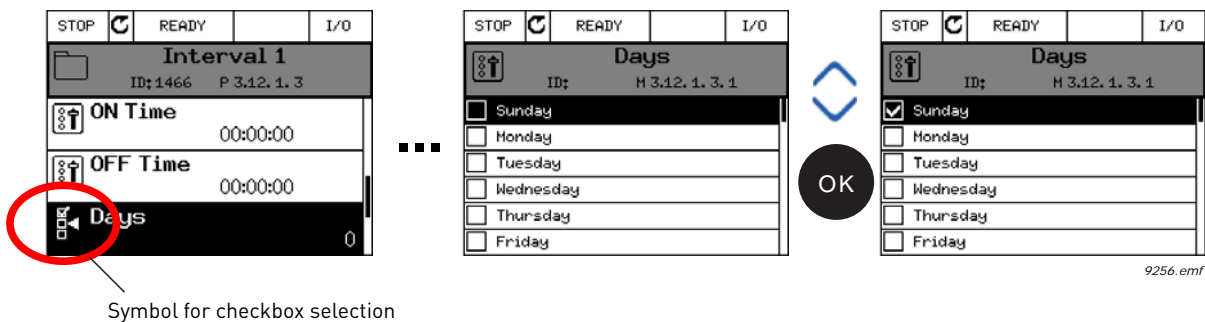 STOP READY I/O
Interval 1
ID:1466 P 3.12.1.3
ON Time
00:00:00
OFF Time
00:00:00
Days
0
Symbol for checkbox selection
STOP READY I/O
Days
ID: M 3.12.1.3.1
Sunday
Monday
Tuesday
Wednesday
Thursday
Friday
OK
STOP READY I/O
Days
ID: M 3.12.1.3.1
Sunday
Monday
Tuesday
Wednesday
Thursday
Friday
9256.emf